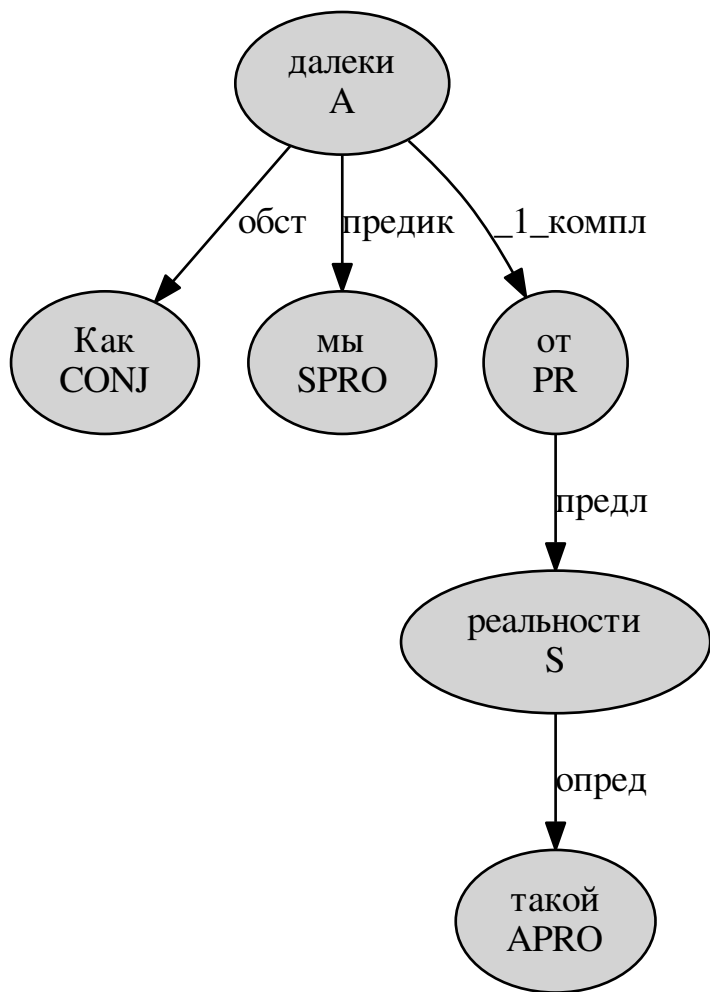 далеки
A
обст
предик
_1_компл
Как
CONJ
мы
SPRO
от
PR
предл
реальности
S
опред
такой
APRO